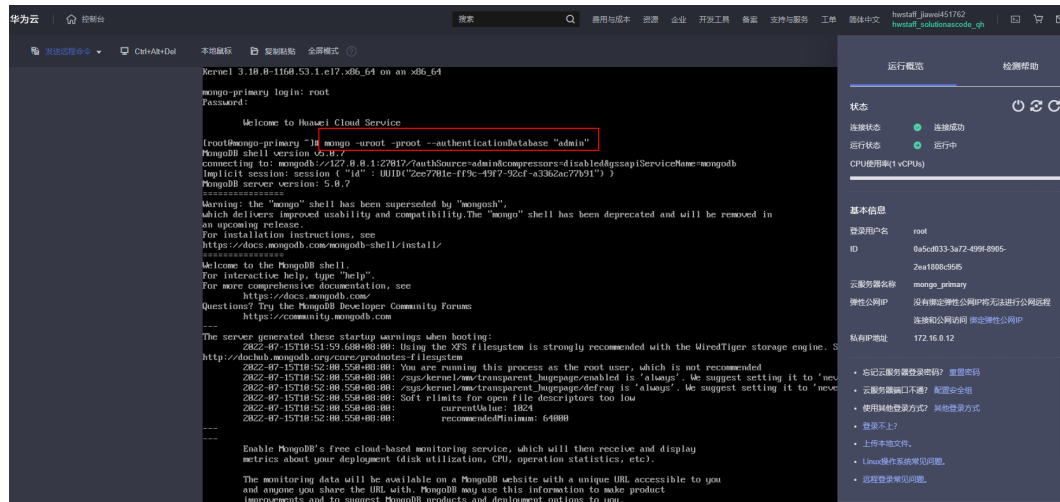 华为云 控制台 搜索 费用与成本 资源 企业 开发工具 备案 支持与服务 工单 简体中文 hwstaff_jiawei451762
hwstaff_solutionascode_qh
发送远程命令 Ctrl+Alt+Del 本地鼠标 复制粘贴 全屏模式
Kernel 3.10.0-1160.53.1.el7.x86_64 on an x86_64
mongo-primary login: root
Password:
Welcome to Huawei Cloud Service
[root@mongo-primary ~]# mongo -uroot -proot --authenticationDatabase "admin"
MongoDB shell version v5.0.7
connecting to: mongodb://127.0.0.1:27017/?authSource=admin&compressors=disabled&gssapiServiceName=mongodb
Implicit session: session { "id" : UUID("2ee7701e-ff9c-49f7-92cf-a3362ac77b91") }
MongoDB server version: 5.0.7
================
Warning: the "mongo" shell has been superseded by "mongosh",
which delivers improved usability and compatibility.The "mongo" shell has been deprecated and will be removed in
an upcoming release.
For installation instructions, see
https://docs.mongodb.com/mongodb-shell/install/
================
Welcome to the MongoDB shell.
For interactive help, type "help".
For more comprehensive documentation, see
https://docs.mongodb.com/
Questions? Try the MongoDB Developer Community Forums
https://community.mongodb.com
---
The server generated these startup warnings when booting:
2022-07-15T10:51:59.680+08:00: Using the XFS filesystem is strongly recommended with the WiredTiger storage engine. S
http://dochub.mongodb.org/core/prodnotes-filesystem
2022-07-15T10:52:00.550+08:00: You are running this process as the root user, which is not recommended
2022-07-15T10:52:00.550+08:00: /sys/kernel/mm/transparent_hugepage/enabled is 'always'. We suggest setting it to 'nev
2022-07-15T10:52:00.550+08:00: /sys/kernel/mm/transparent_hugepage/defrag is 'always'. We suggest setting it to 'neve
2022-07-15T10:52:00.550+08:00: Soft rlimits for open file descriptors too low
2022-07-15T10:52:00.550+08:00: currentValue: 1024
2022-07-15T10:52:00.550+08:00: recommendedMinimum: 64000
---
---
Enable MongoDB's free cloud-based monitoring service, which will then receive and display
metrics about your deployment (disk utilization, CPU, operation statistics, etc).
The monitoring data will be available on a MongoDB website with a unique URL accessible to you
and anyone you share the URL with. MongoDB may use this information to make product
improvements and to suggest MongoDB products and deployment options to you.
运行概览 检测帮助
状态
连接状态 连接成功
运行状态 运行中
CPU使用率(1 vCPUs)
基本信息
登录用户名 root
ID 0a5cd033-3a72-499f-8905-
2ea1808c95f5
云服务器名称 mongo_primary
弹性公网IP 没有绑定弹性公网IP将无法进行公网远程
连接和公网访问 绑定弹性公网IP
私有IP地址 172.16.0.12
• 忘记云服务器登录密码? 重置密码
• 云服务器端口不通? 配置安全组
• 使用其他登录方式? 其他登录方式
• 登录不上?
• 上传本地文件。
• Linux操作系统常见问题。
• 远程登录常见问题。